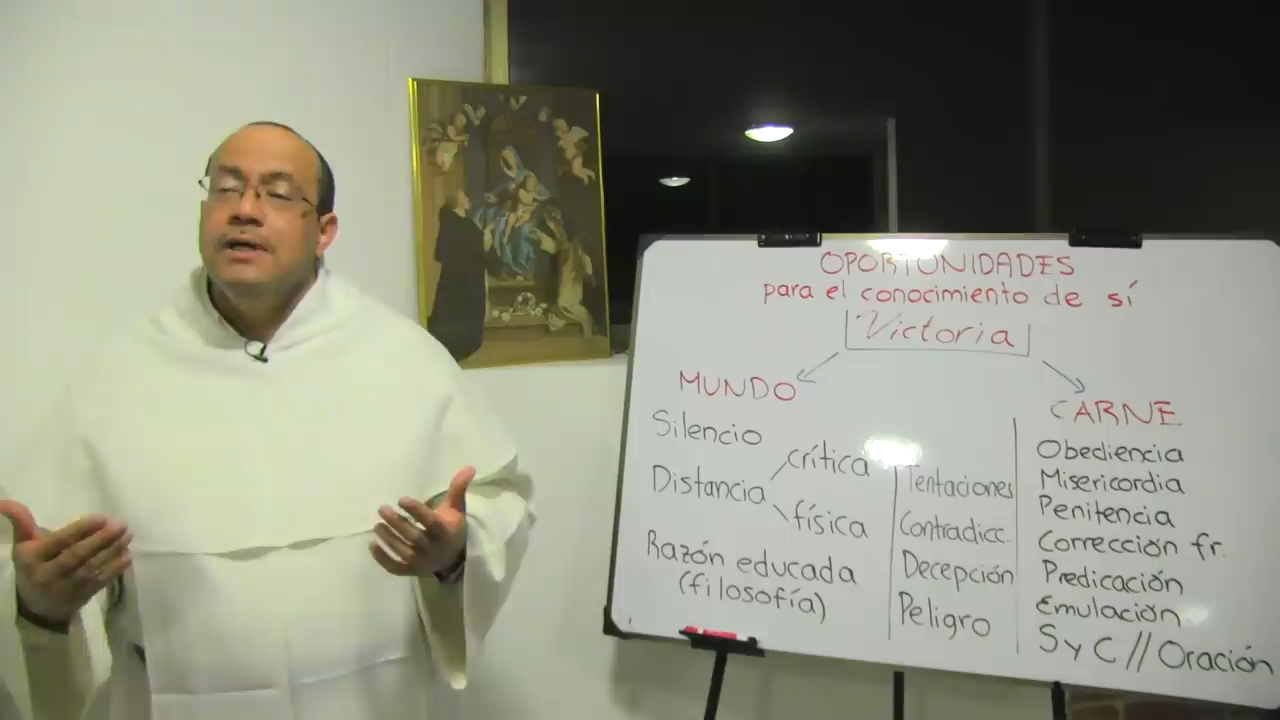 OPORTUNIDADES
para el conocimiento de sí
Victoria
MUNDO
Silencio
Distancia
crítica
física
Razón educada
(filosofía)
Tentaciones
Contradicc.
Decepción
Peligro
CARNE
Obediencia
Misericordia
Penitencia
Corrección fr.
Predicación
Emulación
S y C // Oración